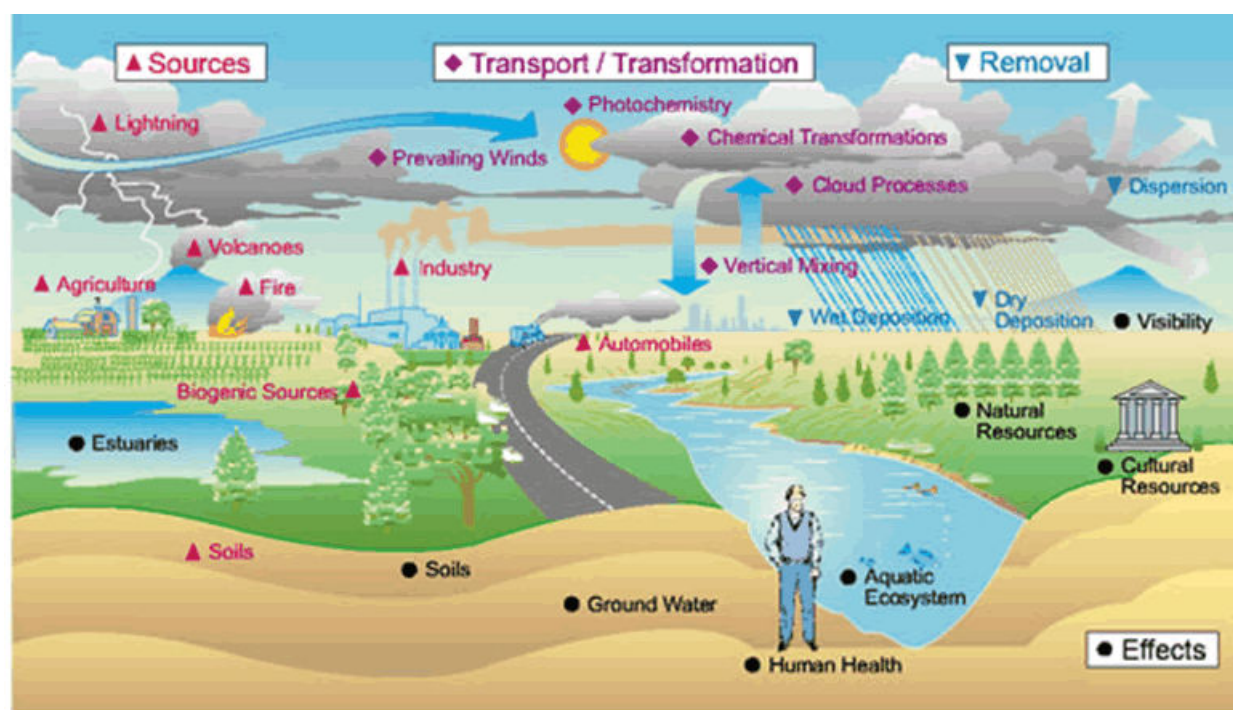 Sources
Transport / Transformation
Removal
Photochemistry
Lightning
Chemical Transformations
Prevailing Winds
Cloud Processes
Dispersion
Volcanoes
Industry
Vertical Mixing
Agriculture
Fire
Wet Deposition
Dry
Deposition
Visibility
Automobiles
Biogenic Sources
Natural
Resources
Estuaries
Cultural
Resources
Soils
Soils
Aquatic
Ecosystem
Ground Water
Effects
Human Health